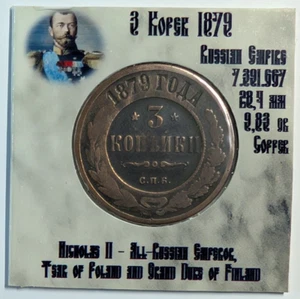 3 Kopek 1879
Russian Empire
7.391.667
28,4 mm
9,83 gr
Copper
1879 ГОДА
* 3 *
КОПѢЙКИ
С.П.Б.
Nicholas II - All-Russian Emperor,
Tsar of Poland and Grand Duke of Finland